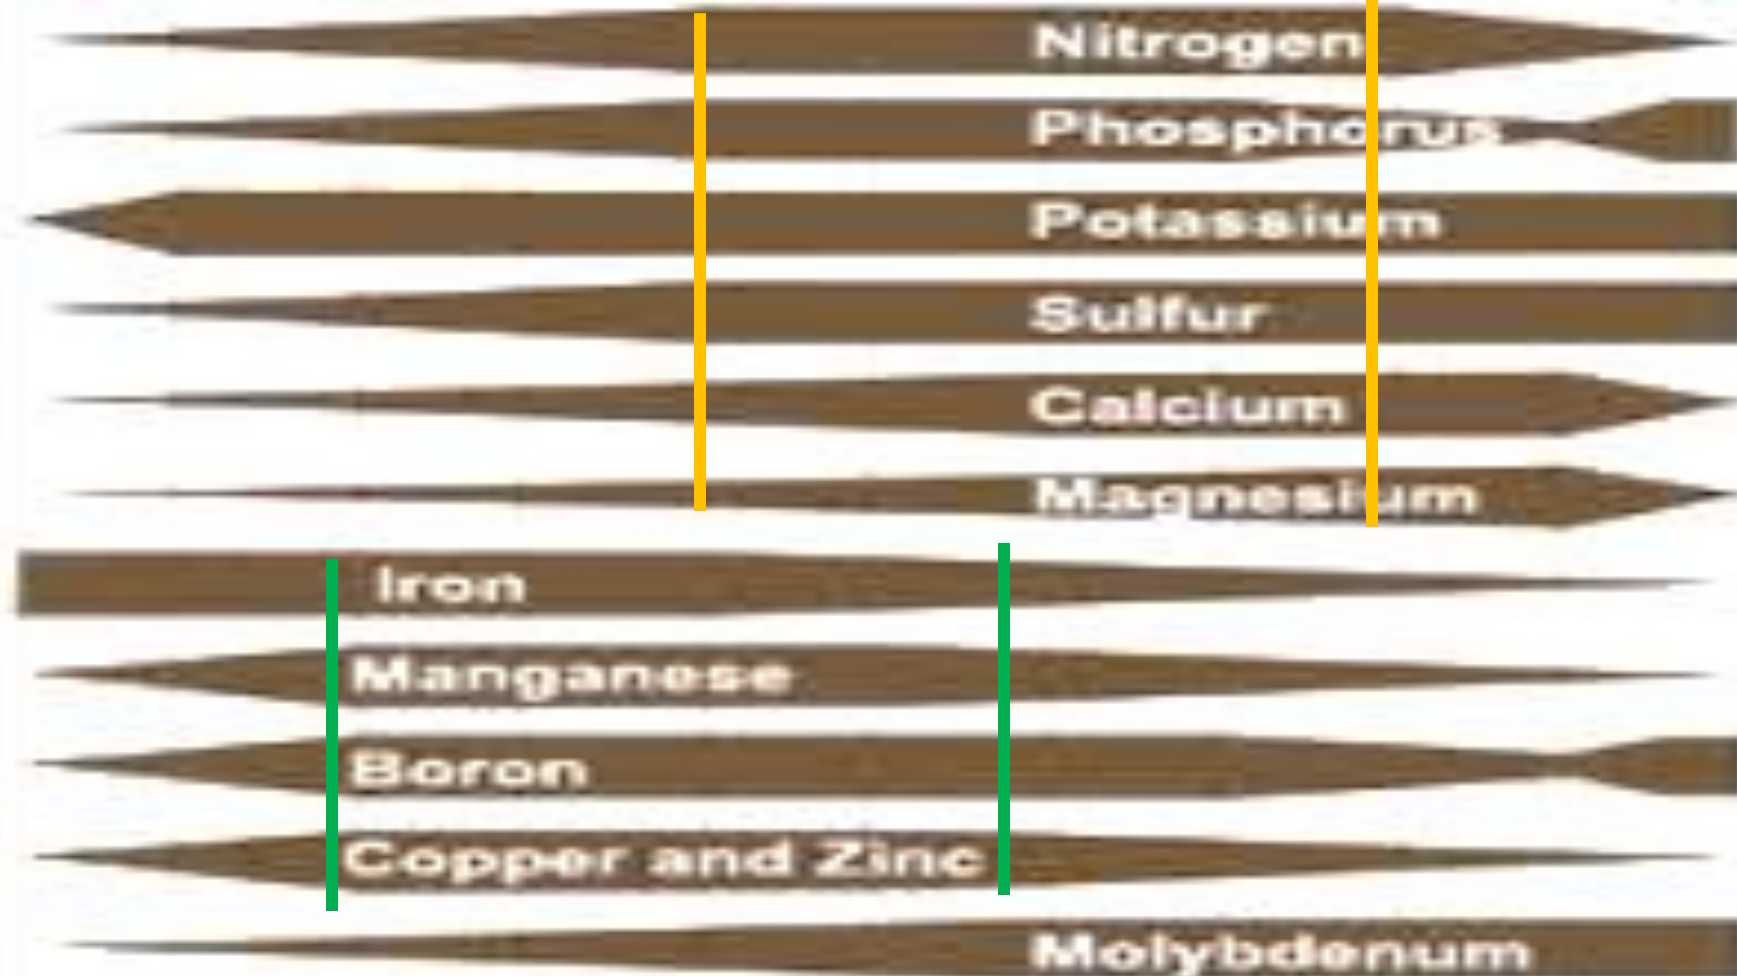 Nitrogen
Phosphorus
Potassium
Sulfur
Calcium
Magnesium
Iron
Manganese
Boron
Copper and Zinc
Molybdenum